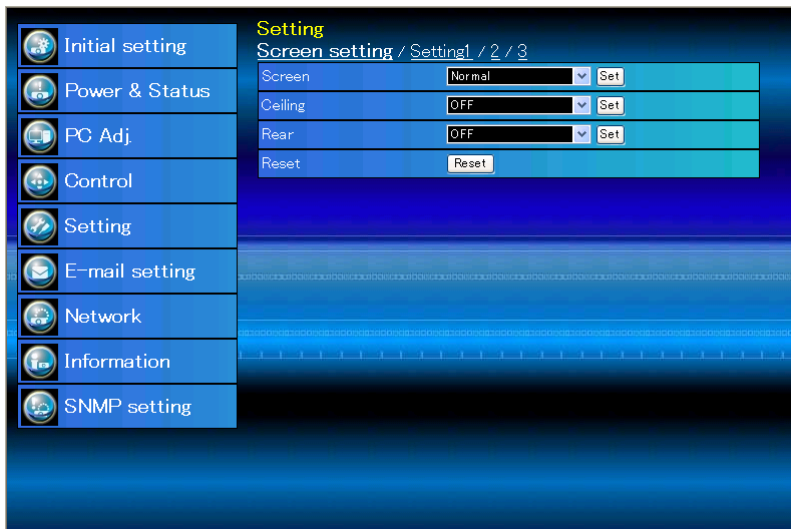 Initial setting
Power & Status
PC Adj.
Control
Setting
E-mail setting
Network
Information
SNMP setting
Setting
Screen setting / Setting1 / 2 / 3
Screen Normal Set
Ceiling OFF Set
Rear OFF Set
Reset Reset